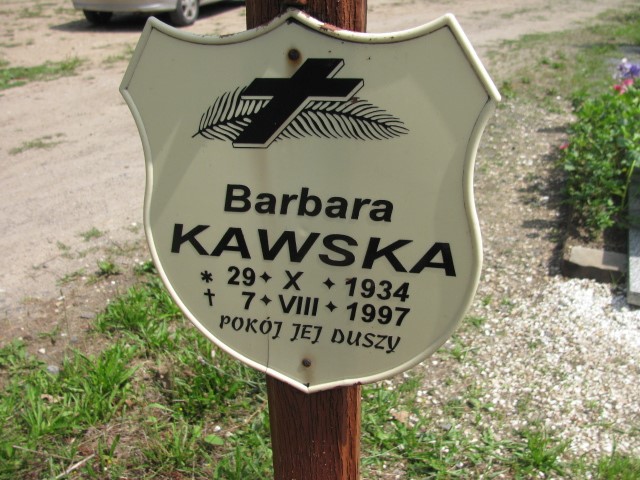 Barbara
KAWSKA
* 29 ✦ X ✦ 1934
† 7 ✦ VIII ✦ 1997
POKÓJ JEJ DUSZY